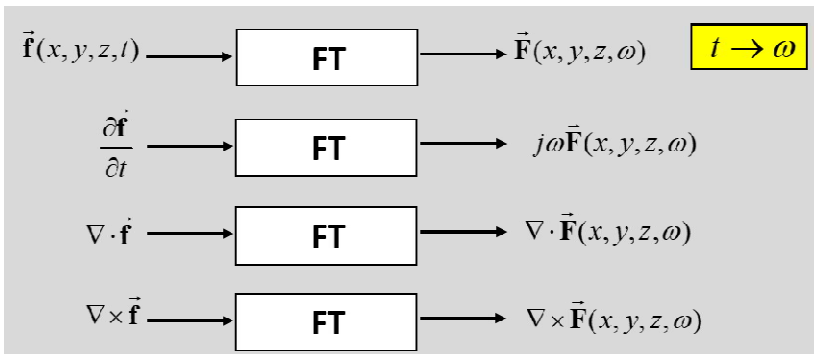 f⃗(x, y, z, t) FT F⃗(x, y, z, ω) t → ω
∂f⃗/∂t FT jωF⃗(x, y, z, ω)
∇ · f⃗ FT ∇ · F⃗(x, y, z, ω)
∇ × f⃗ FT ∇ × F⃗(x, y, z, ω)